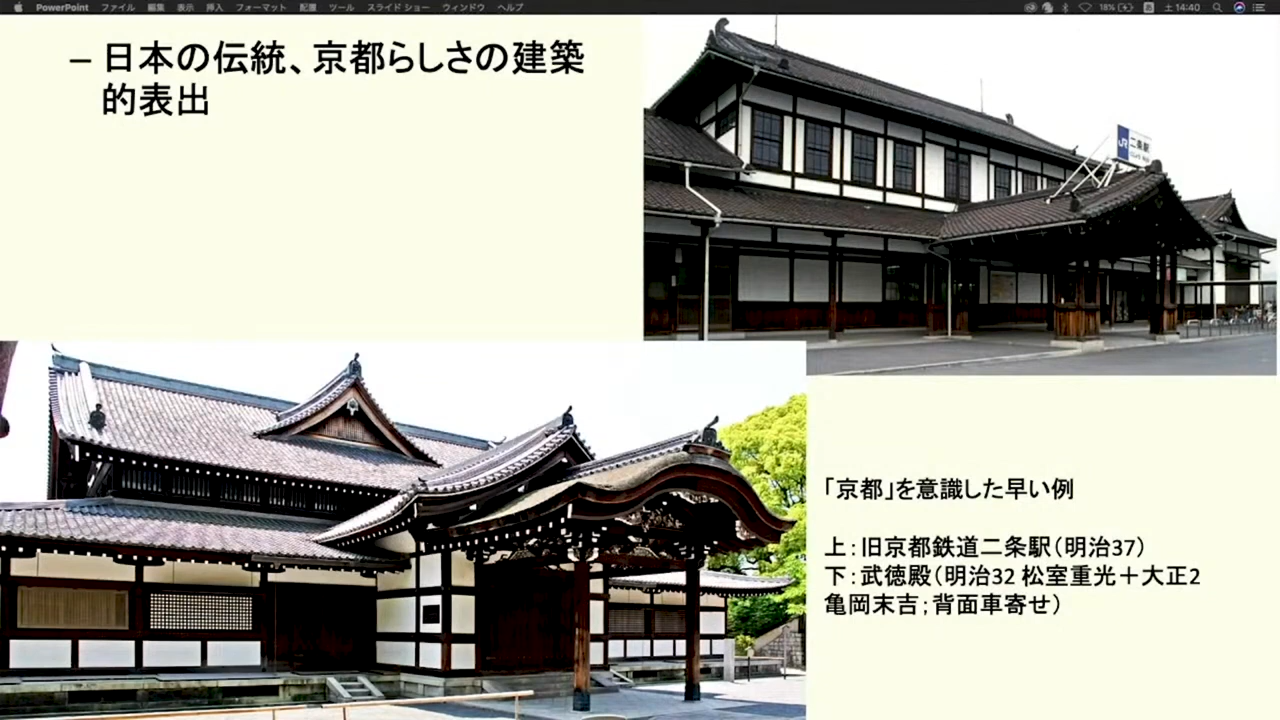 PowerPoint ファイル 編集 表示 挿入 フォーマット 配置 ツール スライド ショー ウィンドウ ヘルプ
18% 土 14:40
– 日本の伝統、京都らしさの建築
的表出
JR 二条駅
「京都」を意識した早い例
上：旧京都鉄道二条駅（明治37）
下：武徳殿（明治32 松室重光＋大正2
亀岡末吉；背面車寄せ）